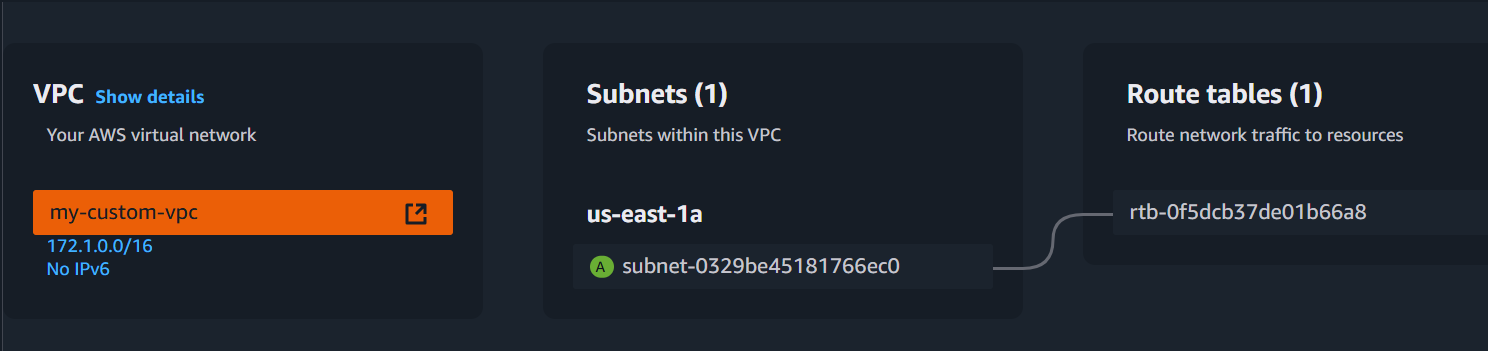 VPC Show details
Your AWS virtual network
my-custom-vpc
172.1.0.0/16
No IPv6
Subnets (1)
Subnets within this VPC
us-east-1a
A subnet-0329be45181766ec0
Route tables (1)
Route network traffic to resources
rtb-0f5dcb37de01b66a8